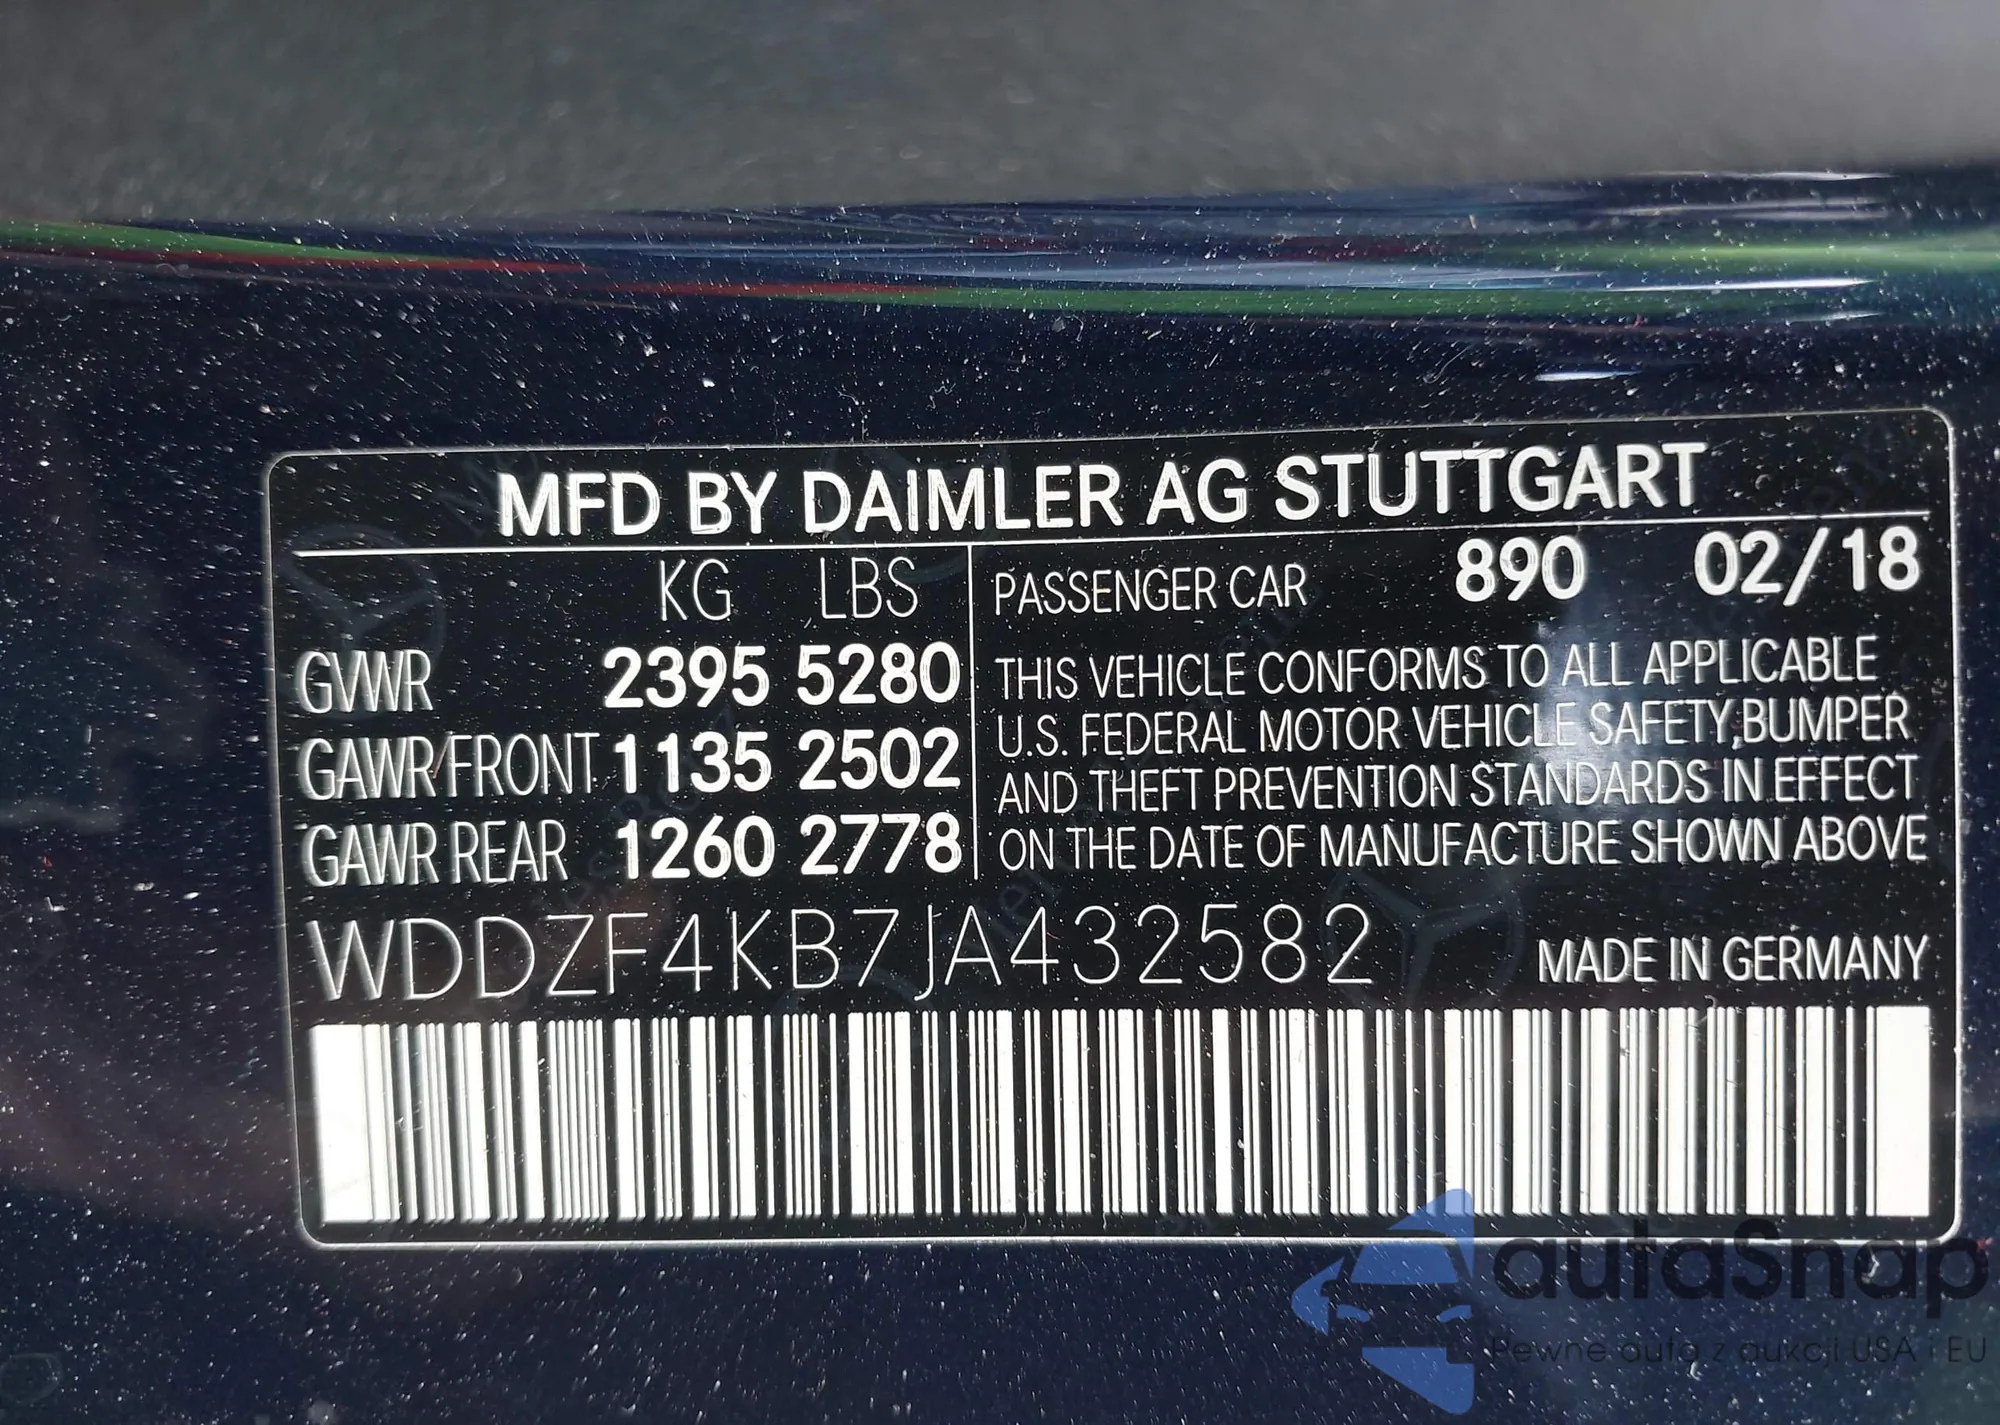 MFD BY DAIMLER AG STUTTGART
KG LBS
GVWR 2395 5280
GAWR/FRONT 1135 2502
GAWR REAR 1260 2778
PASSENGER CAR 890 02/18
THIS VEHICLE CONFORMS TO ALL APPLICABLE
U.S. FEDERAL MOTOR VEHICLE SAFETY,BUMPER
AND THEFT PREVENTION STANDARDS IN EFFECT
ON THE DATE OF MANUFACTURE SHOWN ABOVE
WDDZF4KB7JA432582
MADE IN GERMANY
autaSnap
Pewne auta z aukcji USA i EU